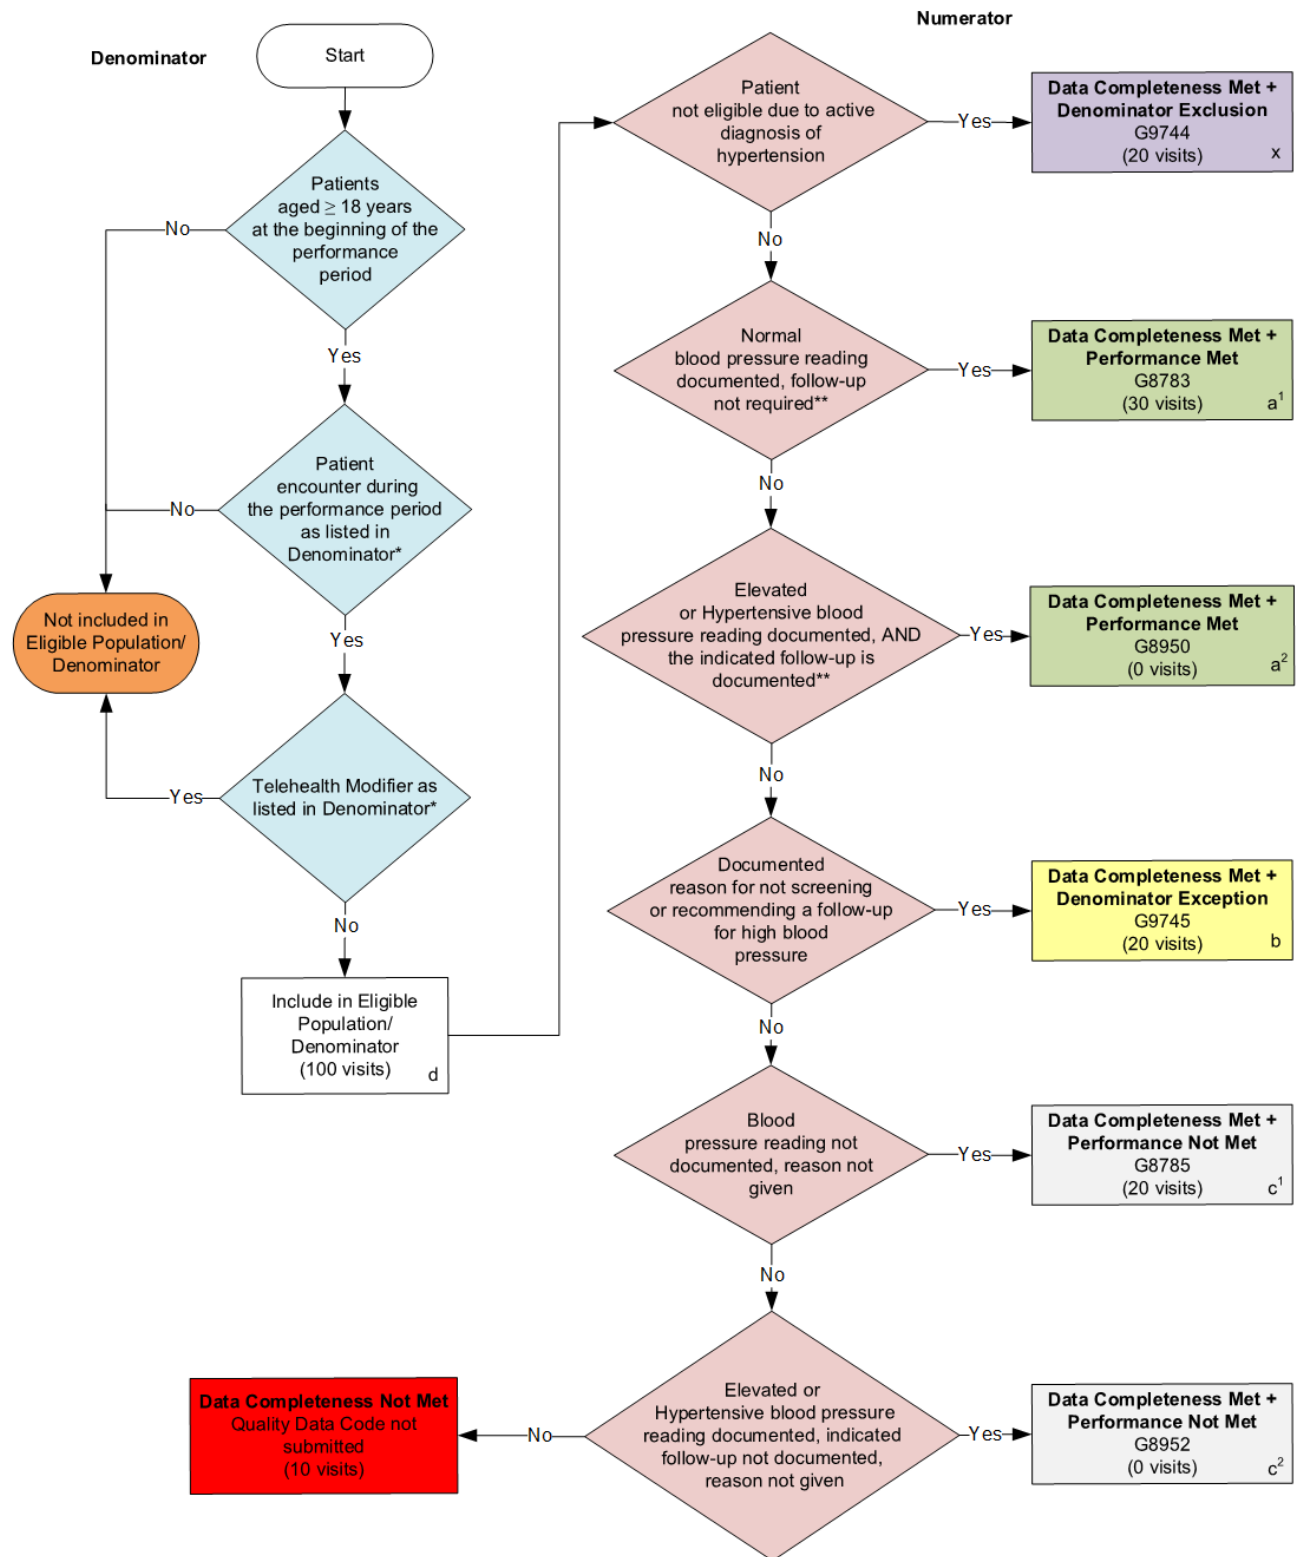 Denominator
Start
Patients
aged ≥ 18 years
at the beginning of the
performance
period
No
Yes
Patient
encounter during
the performance period
as listed in
Denominator*
No
Not included in
Eligible Population/
Denominator
Yes
Telehealth Modifier as
listed in Denominator*
Yes
No
Include in Eligible
Population/
Denominator
(100 visits)
d
Numerator
Patient
not eligible due to active
diagnosis of
hypertension
Yes
Data Completeness Met +
Denominator Exclusion
G9744
(20 visits)
x
No
Normal
blood pressure reading
documented, follow-up
not required**
Yes
Data Completeness Met +
Performance Met
G8783
(30 visits)
a¹
No
Elevated
or Hypertensive blood
pressure reading documented, AND
the indicated follow-up is
documented**
Yes
Data Completeness Met +
Performance Met
G8950
(0 visits)
a²
No
Documented
reason for not screening
or recommending a follow-up
for high blood
pressure
Yes
Data Completeness Met +
Denominator Exception
G9745
(20 visits)
b
No
Blood
pressure reading not
documented, reason not
given
Yes
Data Completeness Met +
Performance Not Met
G8785
(20 visits)
c¹
No
Elevated or
Hypertensive blood pressure
reading documented, indicated
follow-up not documented,
reason not given
Yes
Data Completeness Met +
Performance Not Met
G8952
(0 visits)
c²
No
Data Completeness Not Met
Quality Data Code not
submitted
(10 visits)